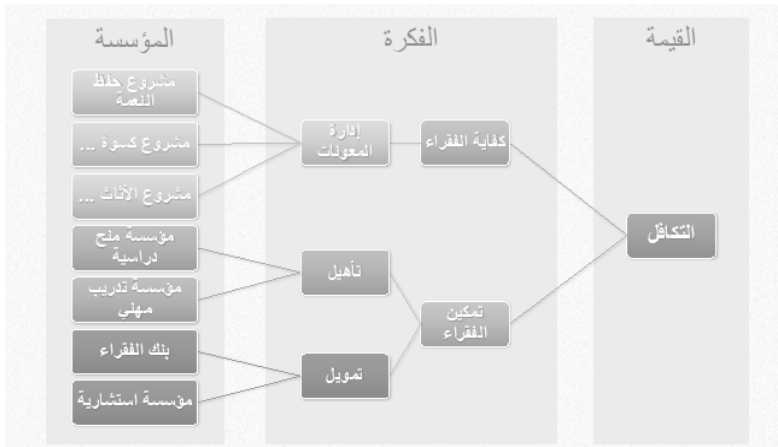 القيمة
الفكرة
المؤسسة
التكافل
كفاية الفقراء
إدارة
المعونات
مشروع حفظ
النعمة
مشروع كسوة ...
مشروع الأثاث ...
تمكين
الفقراء
تأهيل
مؤسسة منح
دراسية
مؤسسة تدريب
مهني
تمويل
بنك الفقراء
مؤسسة استشارية